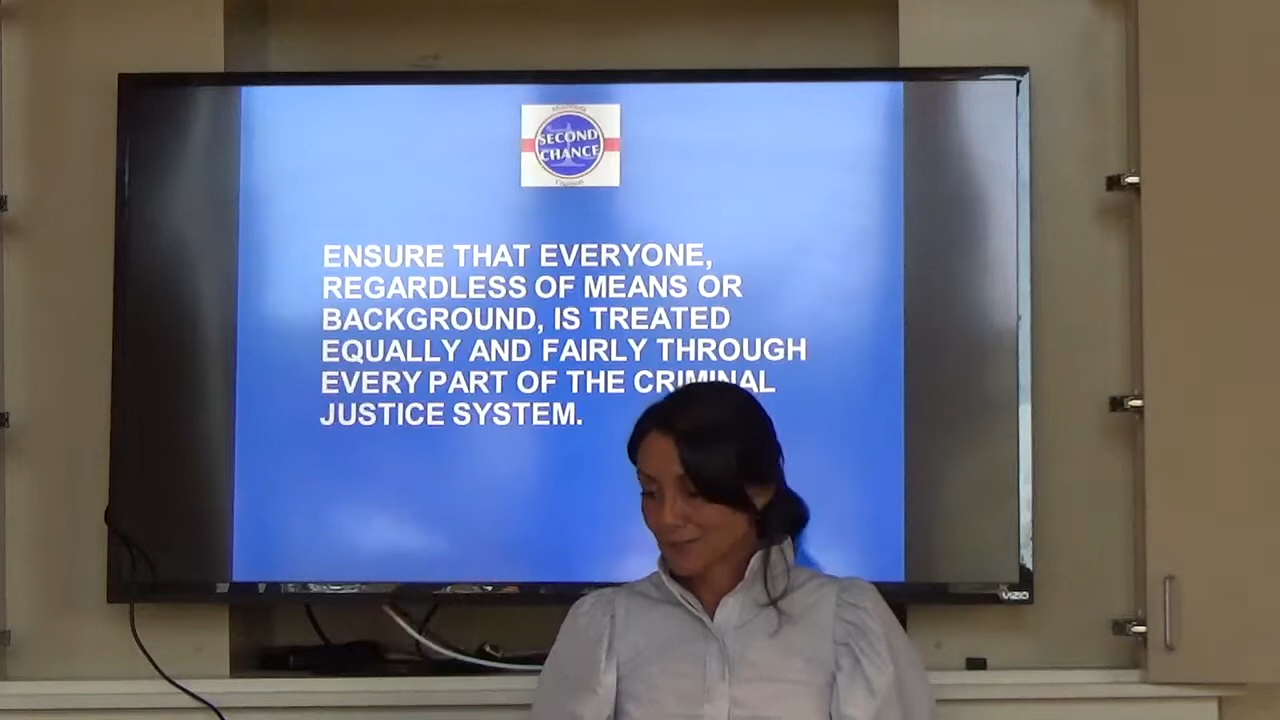 SECOND
CHANCE
ENSURE THAT EVERYONE,
REGARDLESS OF MEANS OR
BACKGROUND, IS TREATED
EQUALLY AND FAIRLY THROUGH
EVERY PART OF THE CRIMINAL
JUSTICE SYSTEM.
VIZIO